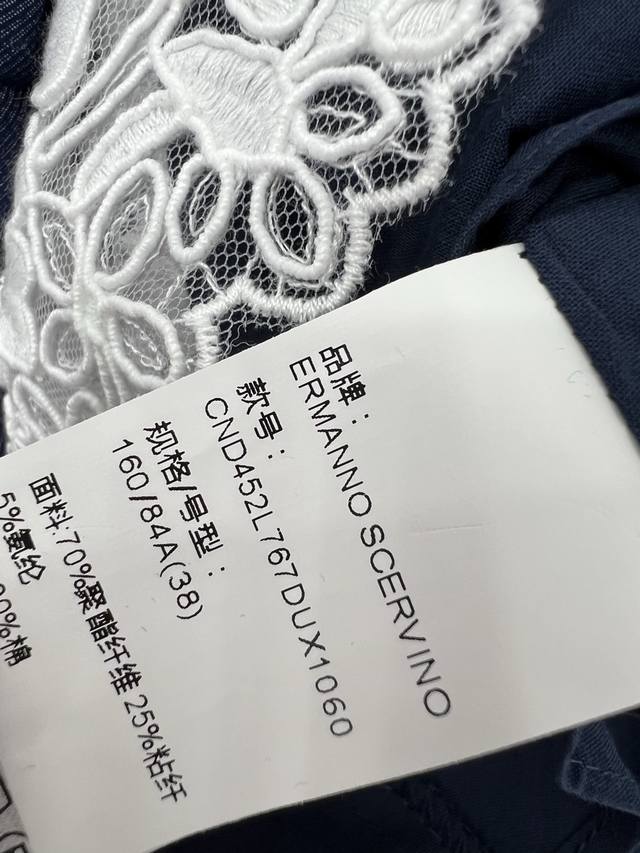 品牌：
ERMANNO SCERVINO
款号：
CND452L767DUX1060
规格/号型：
160/84A(38)
面料:70%聚酯纤维 25%粘纤
5%氨纶